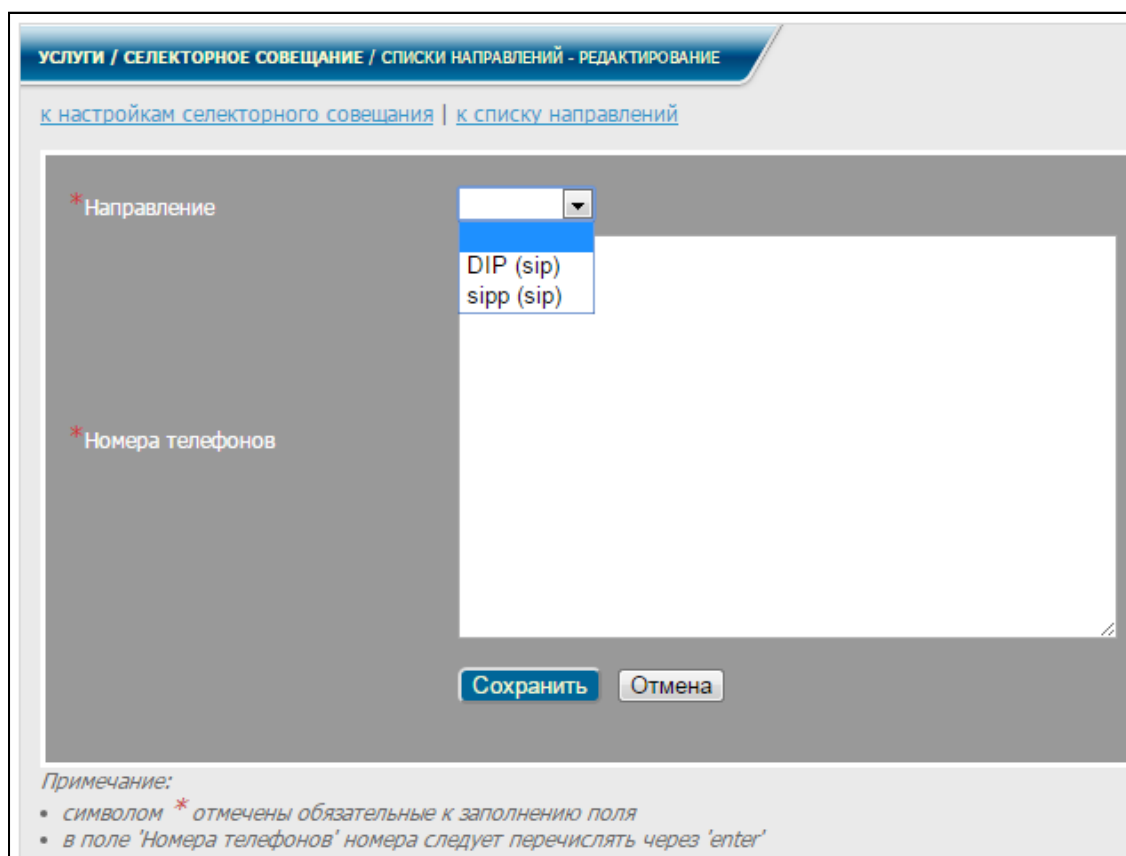 УСЛУГИ / СЕЛЕКТОРНОЕ СОВЕЩАНИЕ / СПИСКИ НАПРАВЛЕНИЙ - РЕДАКТИРОВАНИЕ
к настройкам селекторного совещания | к списку направлений
*Направление
DIP (sip)
sipp (sip)
*Номера телефонов
Сохранить Отмена
Примечание:
• символом * отмечены обязательные к заполнению поля
• в поле 'Номера телефонов' номера следует перечислять через 'enter'